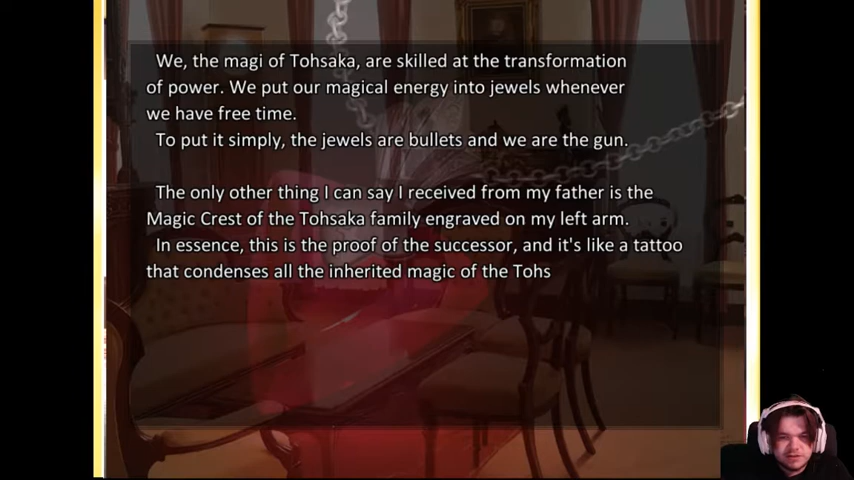 We, the magi of Tohsaka, are skilled at the transformation
of power. We put our magical energy into jewels whenever
we have free time.
To put it simply, the jewels are bullets and we are the gun.
The only other thing I can say I received from my father is the
Magic Crest of the Tohsaka family engraved on my left arm.
In essence, this is the proof of the successor, and it's like a tattoo
that condenses all the inherited magic of the Tohs